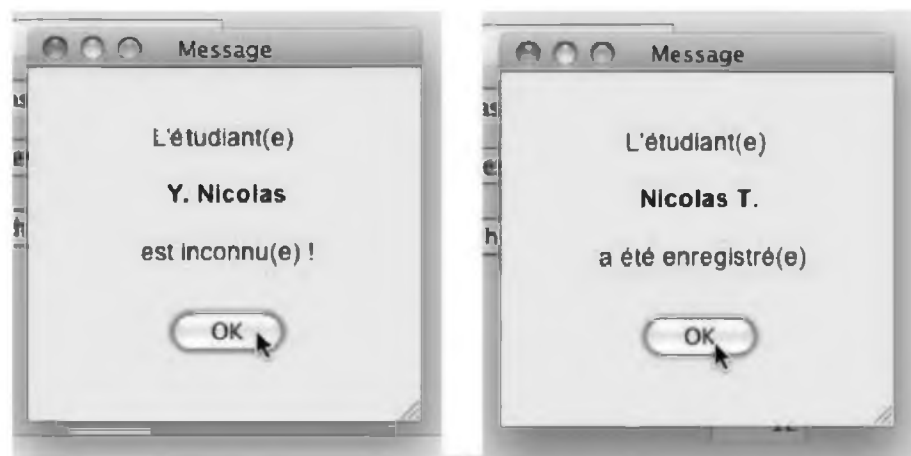 Message
L'étudiant(e)
Y. Nicolas
est inconnu(e) !
OK
Message
L'étudiant(e)
Nicolas T.
a été enregistré(e)
OK